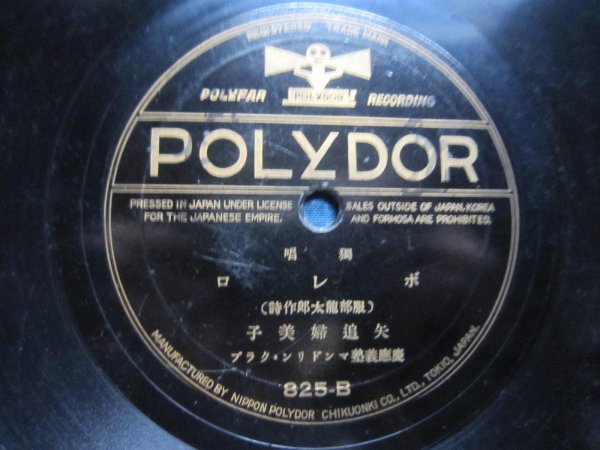 REGISTERED TRADE MARK
POLYFAR POLYDOR RECORDING
POLYDOR
PRESSED IN JAPAN UNDER LICENSE
FOR THE JAPANESE EMPIRE.
SALES OUTSIDE OF JAPAN, KOREA
AND FORMOSA ARE PROHIBITED.
獨唱
ボレロ
(服部龍太郎作詩)
矢追婦美子
慶應義塾マンドリン・クラブ
825-B
MANUFACTURED BY NIPPON POLYDOR CHIKUONKI CO., LTD., TOKIO, JAPAN.